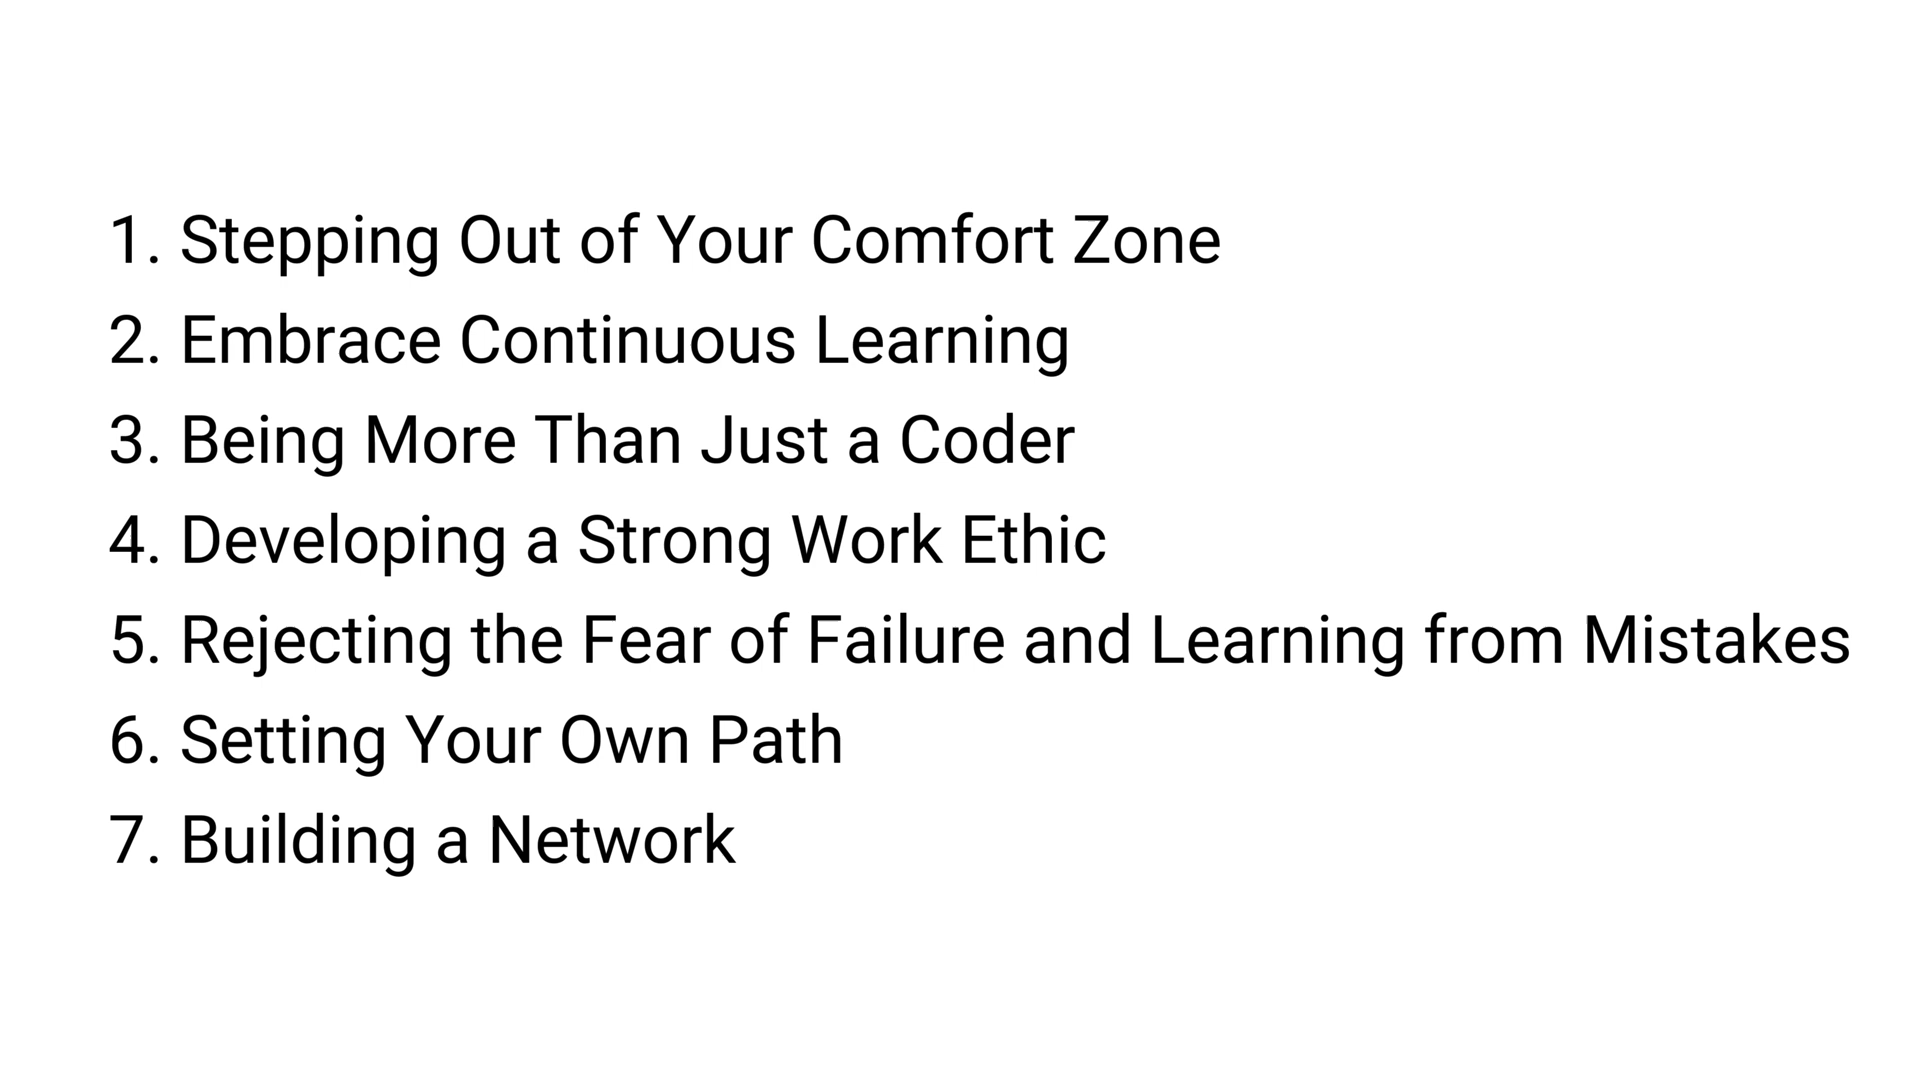 1. Stepping Out of Your Comfort Zone
2. Embrace Continuous Learning
3. Being More Than Just a Coder
4. Developing a Strong Work Ethic
5. Rejecting the Fear of Failure and Learning from Mistakes
6. Setting Your Own Path
7. Building a Network